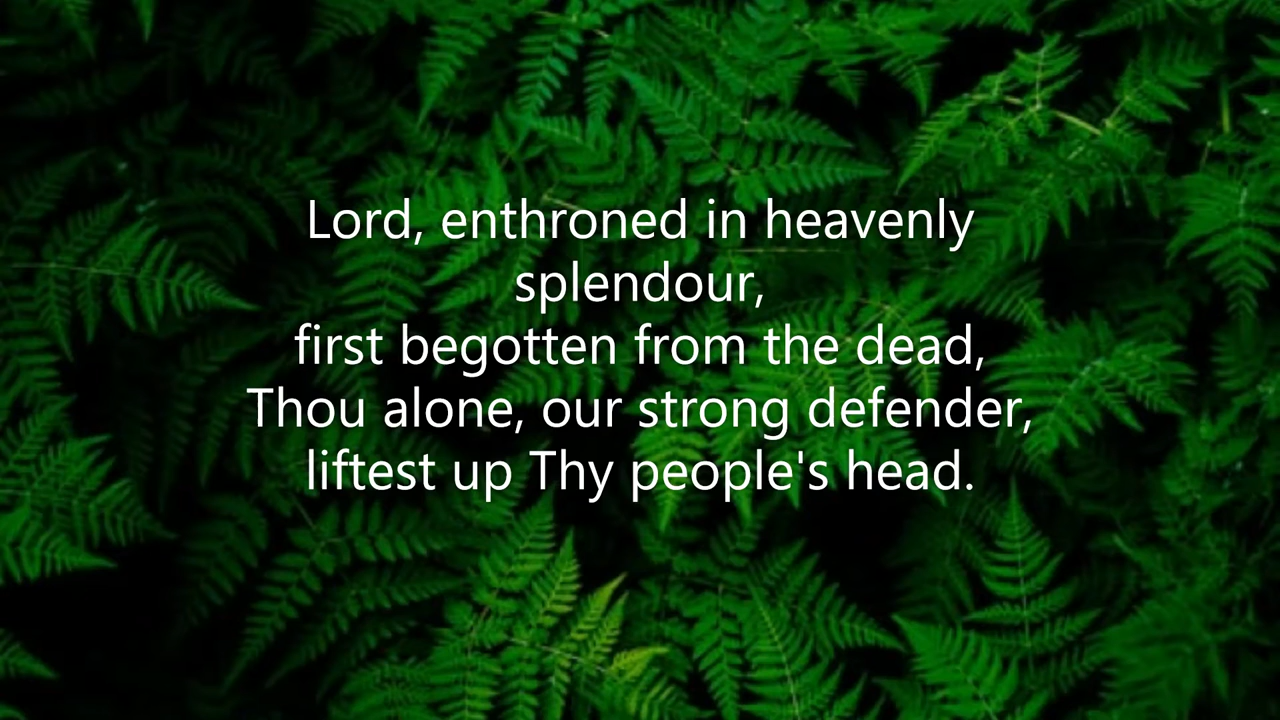 Lord, enthroned in heavenly
splendour,
first begotten from the dead,
Thou alone, our strong defender,
liftest up Thy people's head.